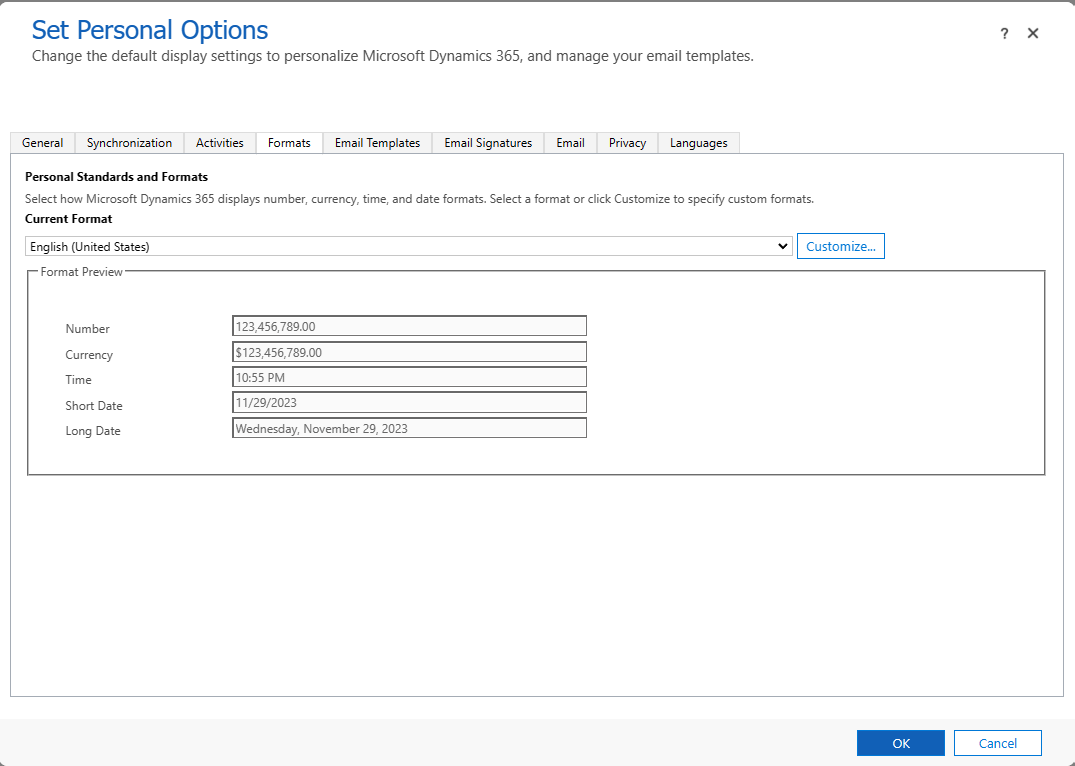 Set Personal Options
? ✕
Change the default display settings to personalize Microsoft Dynamics 365, and manage your email templates.
General Synchronization Activities Formats Email Templates Email Signatures Email Privacy Languages
Personal Standards and Formats
Select how Microsoft Dynamics 365 displays number, currency, time, and date formats. Select a format or click Customize to specify custom formats.
Current Format
English (United States) Customize...
Format Preview
Number 123,456,789.00
Currency $123,456,789.00
Time 10:55 PM
Short Date 11/29/2023
Long Date Wednesday, November 29, 2023
OK Cancel